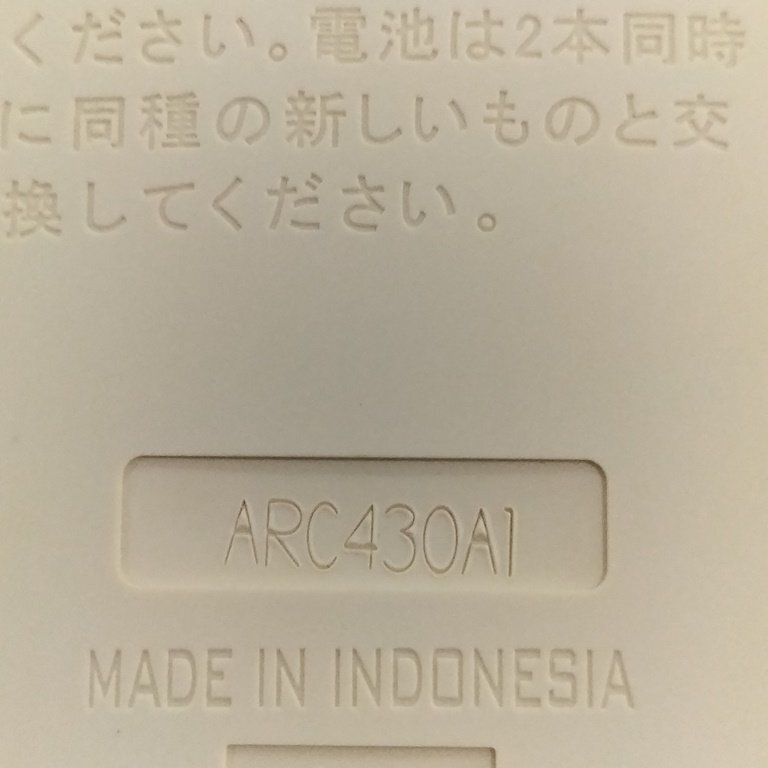 ください。電池は2本同時
に同種の新しいものと交
換してください。
ARC430A1
MADE IN INDONESIA